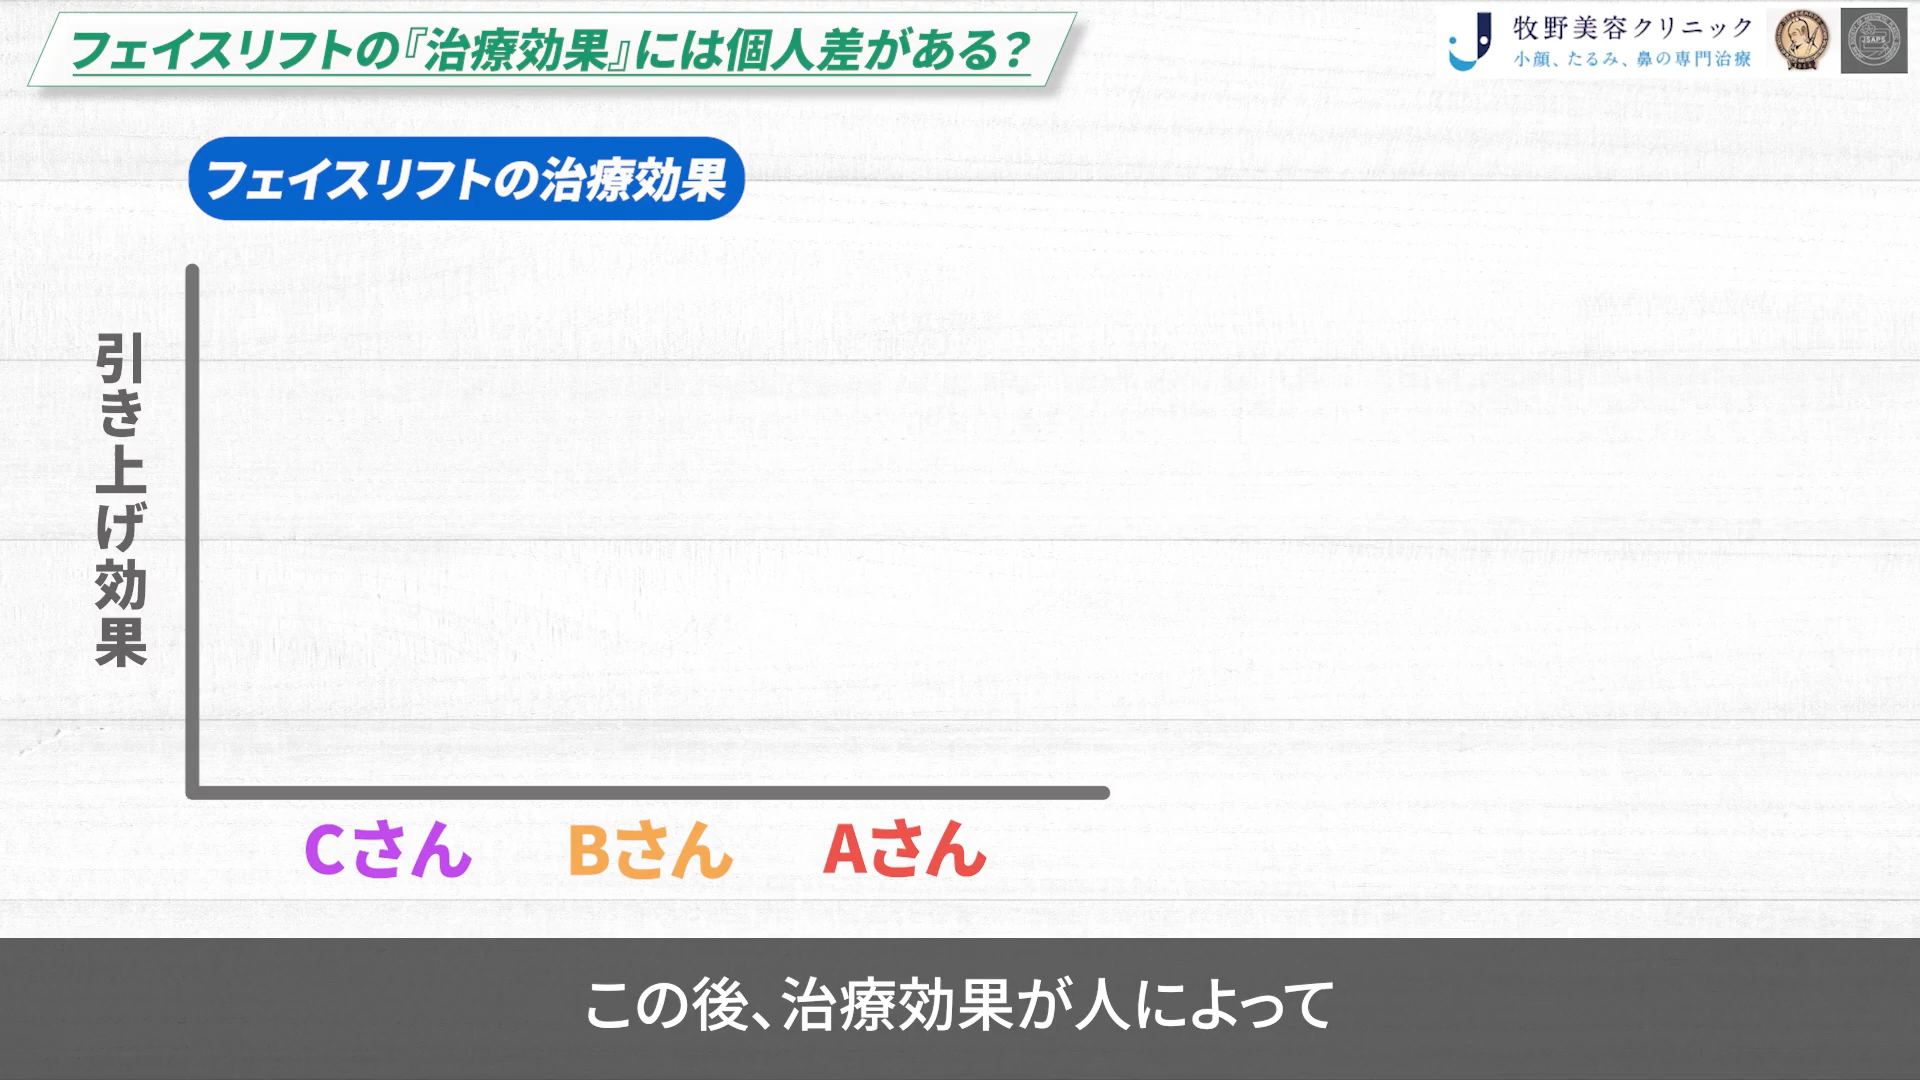 フェイスリフトの『治療効果』には個人差がある？
牧野美容クリニック
小顔、たるみ、鼻の専門治療
ISAPS
フェイスリフトの治療効果
引き上げ効果
Cさん
Bさん
Aさん
この後、治療効果が人によって